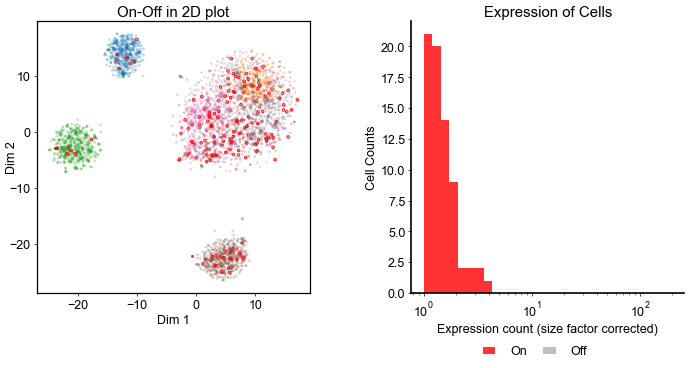 On-Off in 2D plot
Dim 2
10
0
−10
−20
−20
−10
0
10
Dim 1
Expression of Cells
Cell Counts
20.0
17.5
15.0
12.5
10.0
7.5
5.0
2.5
0.0
10^0
10^1
10^2
Expression count (size factor corrected)
On
Off